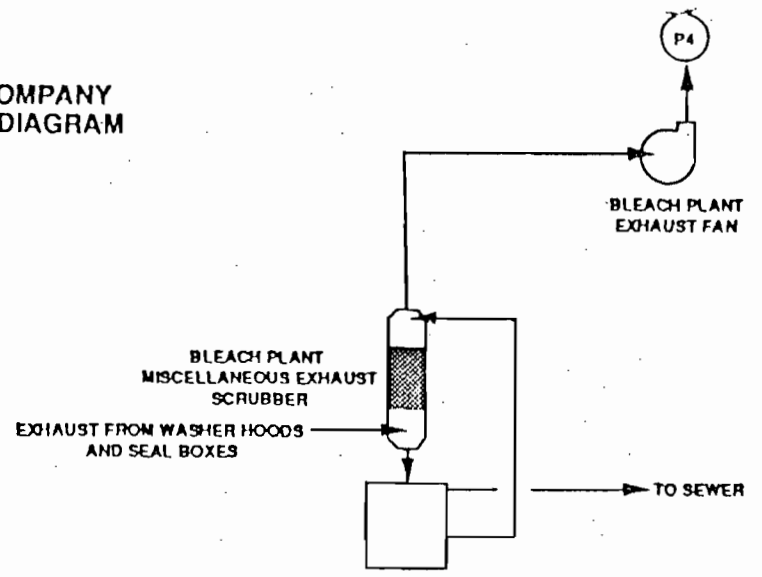 OMPANY
DIAGRAM
P4
BLEACH PLANT
EXHAUST FAN
BLEACH PLANT
MISCELLANEOUS EXHAUST
SCRUBBER
EXHAUST FROM WASHER HOODS
AND SEAL BOXES
TO SEWER